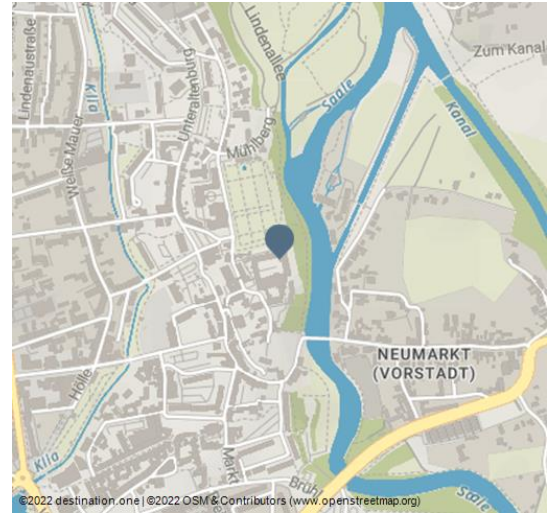 Lindenaustraße
Klia
Weiße Mauer
Unteraltenburg
Mühlberg
Lindenallee
Saale
Zum Kanal
Kanal
NEUMARKT
(VORSTADT)
Hölle
Klia
Markt
Brühl
Saale
©2022 destination.one | ©2022 OSM & Contributors (www.openstreetmap.org)